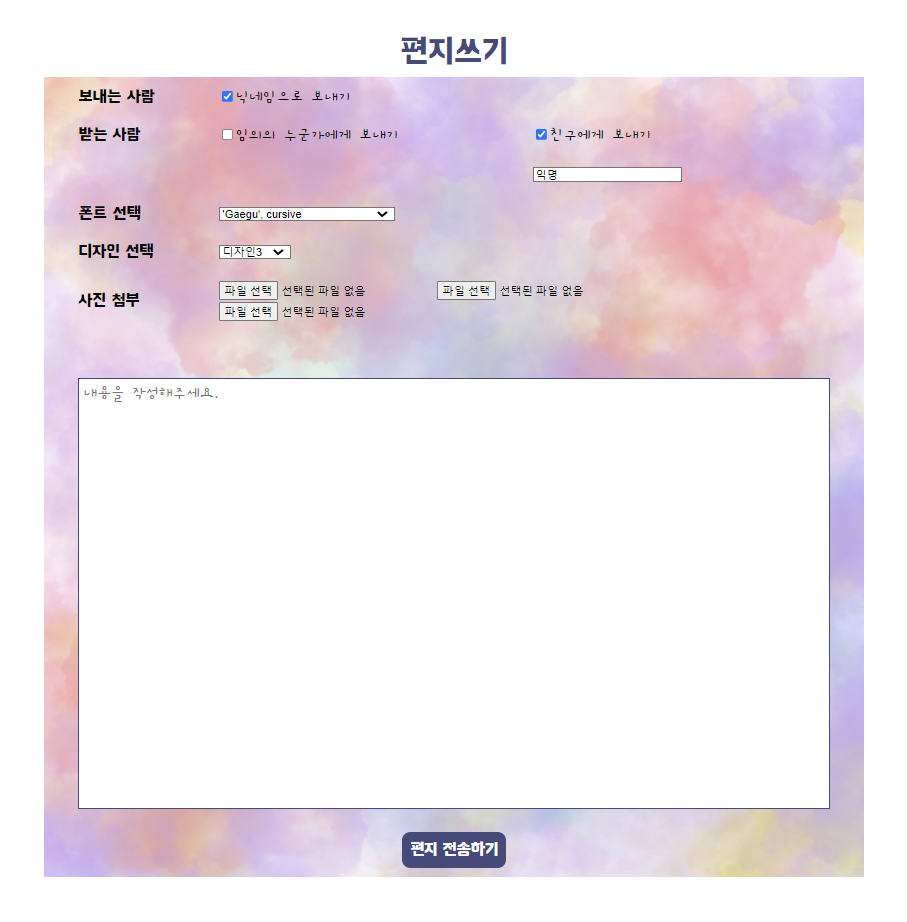 편지쓰기
보내는 사람 닉네임으로 보내기
받는 사람 임의의 누군가에게 보내기 친구에게 보내기
익명
폰트 선택 'Gaegu', cursive
디자인 선택 디자인3
사진 첨부 파일 선택 선택된 파일 없음 파일 선택 선택된 파일 없음
파일 선택 선택된 파일 없음
내용을 작성해주세요.
편지 전송하기